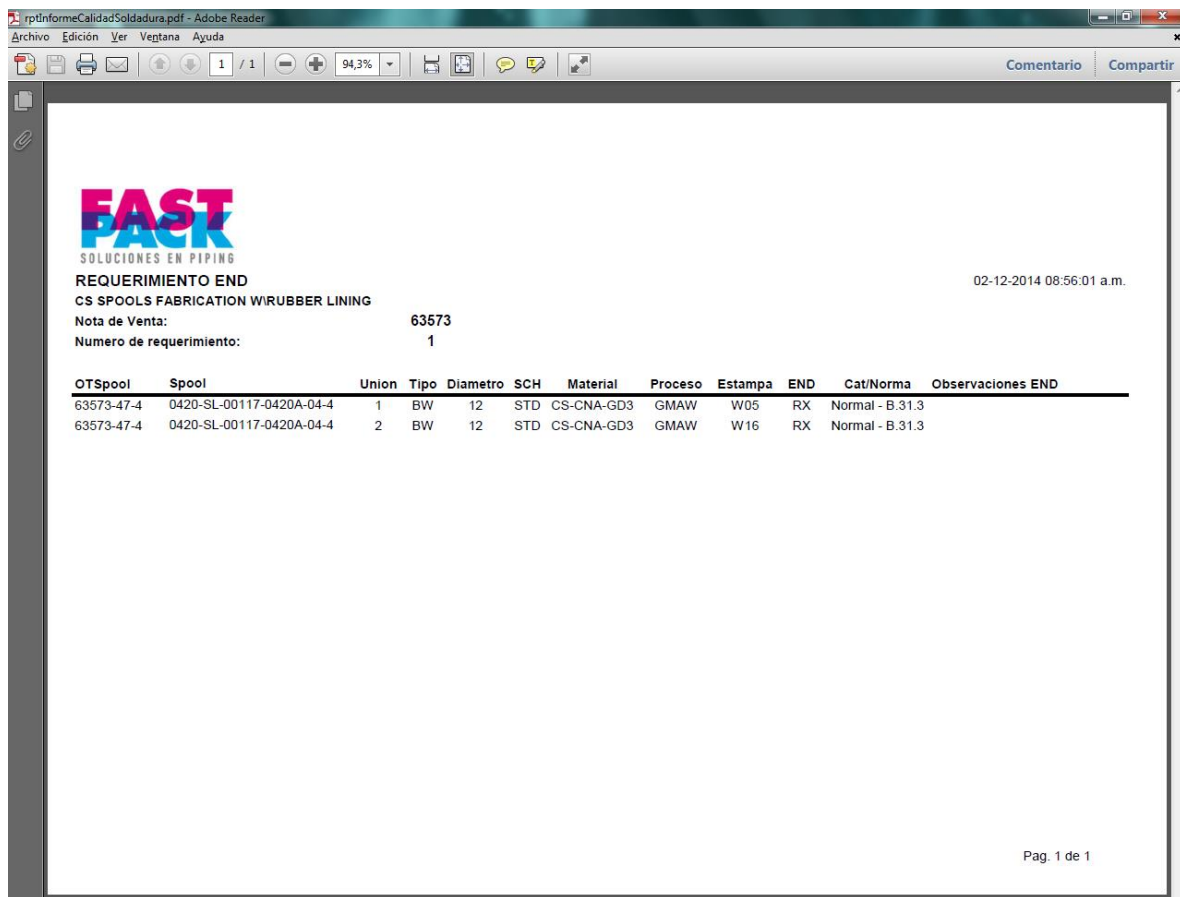 rptInformeCalidadSoldadura.pdf - Adobe Reader
Archivo Edición Ver Ventana Ayuda
1 / 1 94,3% Comentario Compartir
FAST
PACK
SOLUCIONES EN PIPING
REQUERIMIENTO END 02-12-2014 08:56:01 a.m.
CS SPOOLS FABRICATION W\RUBBER LINING
Nota de Venta: 63573
Numero de requerimiento: 1
OTSpool Spool Union Tipo Diametro SCH Material Proceso Estampa END Cat/Norma Observaciones END
63573-47-4 0420-SL-00117-0420A-04-4 1 BW 12 STD CS-CNA-GD3 GMAW W05 RX Normal - B.31.3
63573-47-4 0420-SL-00117-0420A-04-4 2 BW 12 STD CS-CNA-GD3 GMAW W16 RX Normal - B.31.3
Pag. 1 de 1